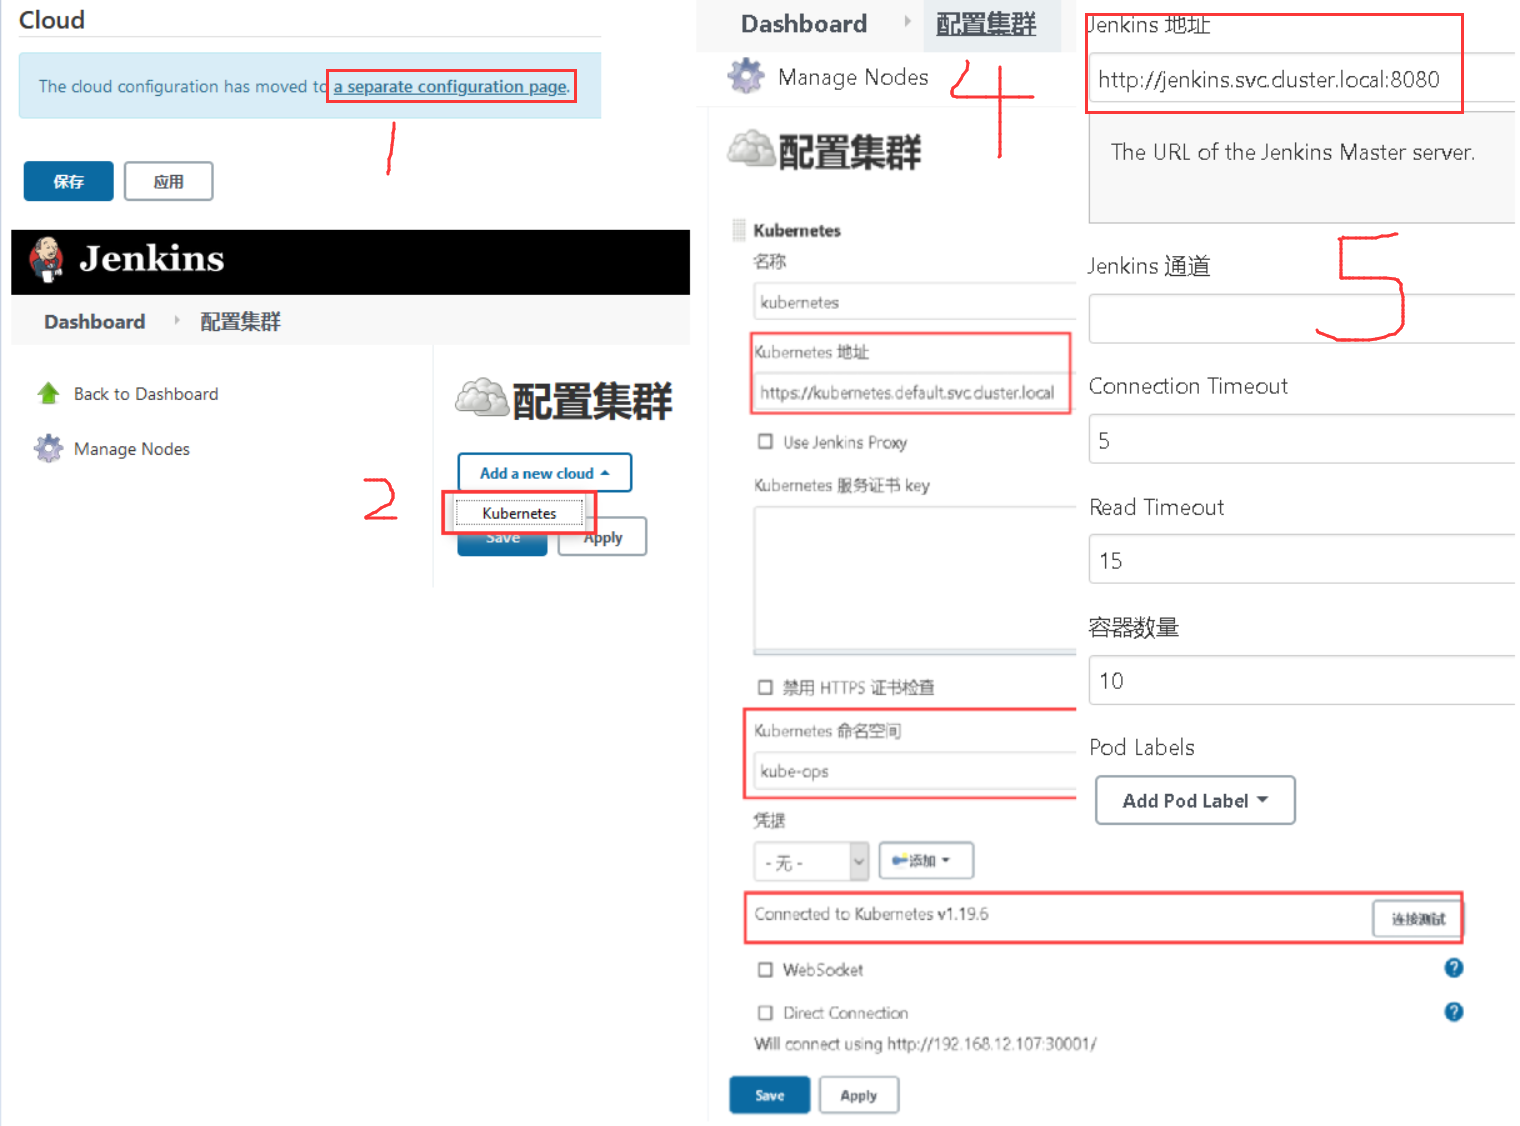 Cloud
The cloud configuration has moved to a separate configuration page.
1
保存
应用
Jenkins
Dashboard
配置集群
Back to Dashboard
Manage Nodes
配置集群
Add a new cloud
2
Kubernetes
Save
Apply
Dashboard
配置集群
4
Manage Nodes
配置集群
Kubernetes
名称
kubernetes
Kubernetes 地址
https://kubernetes.default.svc.cluster.local
Use Jenkins Proxy
Kubernetes 服务证书 key
禁用 HTTPS 证书检查
Kubernetes 命名空间
kube-ops
凭据
- 无 -
添加
Connected to Kubernetes v1.19.6
连接测试
WebSocket
?
Direct Connection
?
Will connect using http://192.168.12.107:30001/
Save
Apply
Jenkins 地址
http://jenkins.svc.cluster.local:8080
The URL of the Jenkins Master server.
Jenkins 通道
5
Connection Timeout
5
Read Timeout
15
容器数量
10
Pod Labels
Add Pod Label